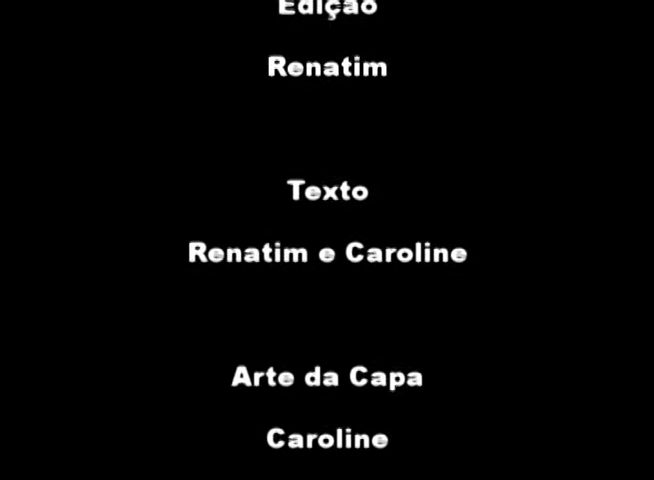 Edição
Renatim
Texto
Renatim e Caroline
Arte da Capa
Caroline